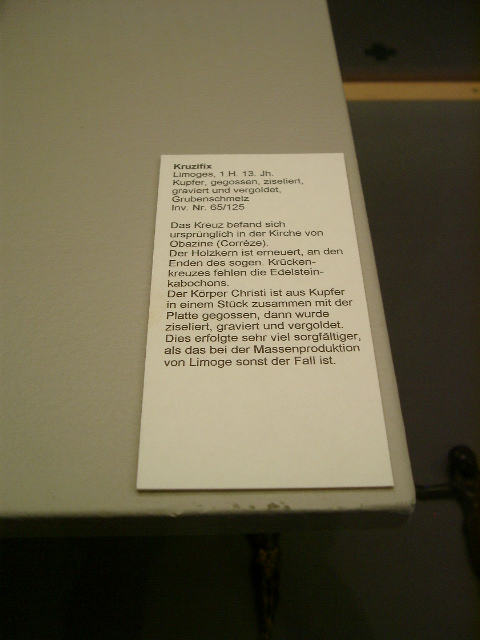 Kruzifix
Limoges, 1.H. 13. Jh.
Kupfer, gegossen, ziseliert,
graviert und vergoldet,
Grubenschmelz
Inv. Nr. 65/125
Das Kreuz befand sich
ursprünglich in der Kirche von
Obazine (Corrèze).
Der Holzkern ist erneuert, an den
Enden des sogen. Krücken-
kreuzes fehlen die Edelstein-
kabochons.
Der Körper Christi ist aus Kupfer
in einem Stück zusammen mit der
Platte gegossen, dann wurde
ziseliert, graviert und vergoldet.
Dies erfolgte sehr viel sorgfältiger,
als das bei der Massenproduktion
von Limoge sonst der Fall ist.